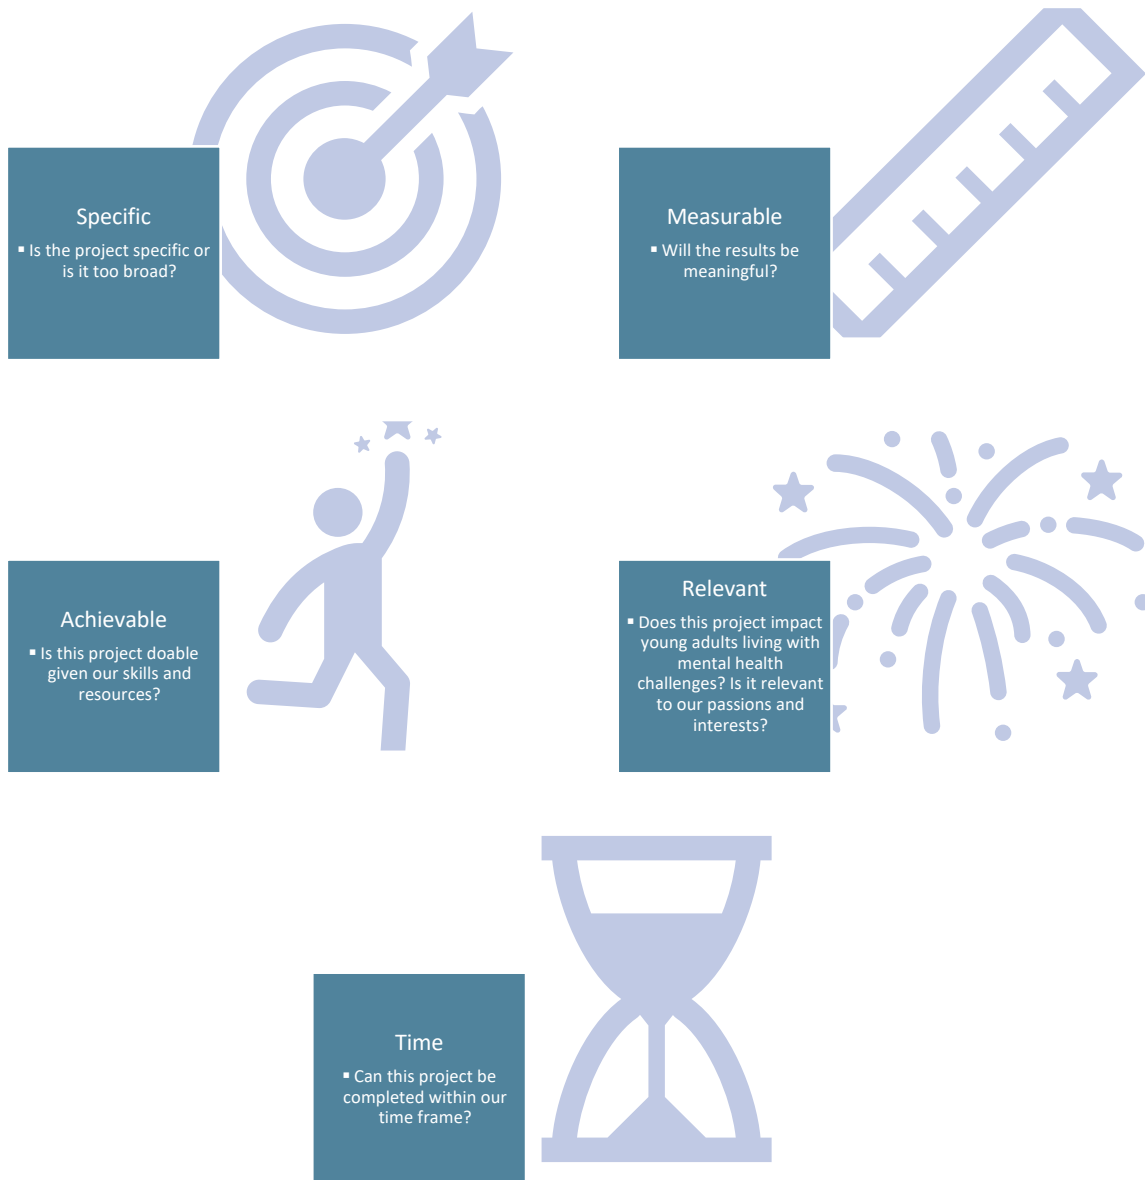 Specific
▪ Is the project specific or
is it too broad?
Measurable
▪ Will the results be
meaningful?
Achievable
▪ Is this project doable
given our skills and
resources?
Relevant
▪ Does this project impact
young adults living with
mental health
challenges? Is it relevant
to our passions and
interests?
Time
▪ Can this project be
completed within our
time frame?